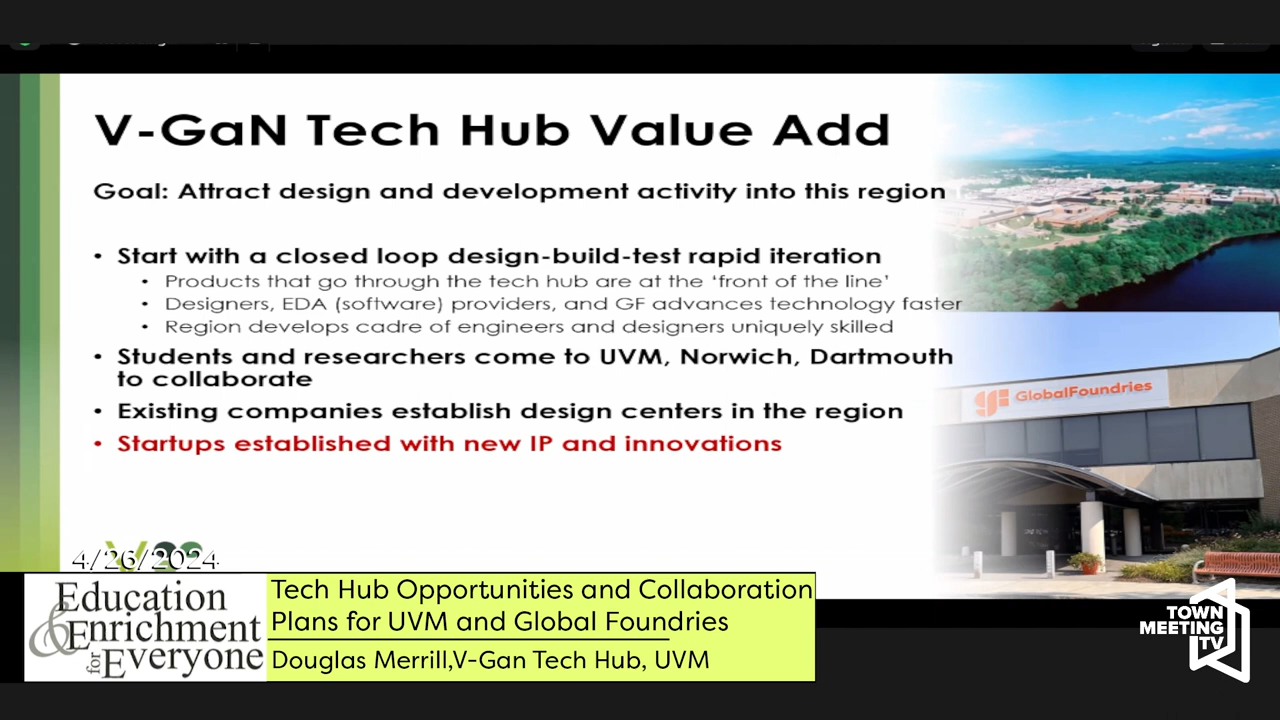 V-GaN Tech Hub Value Add
Goal: Attract design and development activity into this region
• Start with a closed loop design-build-test rapid iteration
• Products that go through the tech hub are at the ‘front of the line’
• Designers, EDA (software) providers, and GF advances technology faster
• Region develops cadre of engineers and designers uniquely skilled
• Students and researchers come to UVM, Norwich, Dartmouth
to collaborate
• Existing companies establish design centers in the region
• Startups established with new IP and innovations
GF GlobalFoundries
4/26/2024
Education
& Enrichment
for Everyone
Tech Hub Opportunities and Collaboration
Plans for UVM and Global Foundries
Douglas Merrill,V-Gan Tech Hub, UVM
TOWN
MEETING
TV